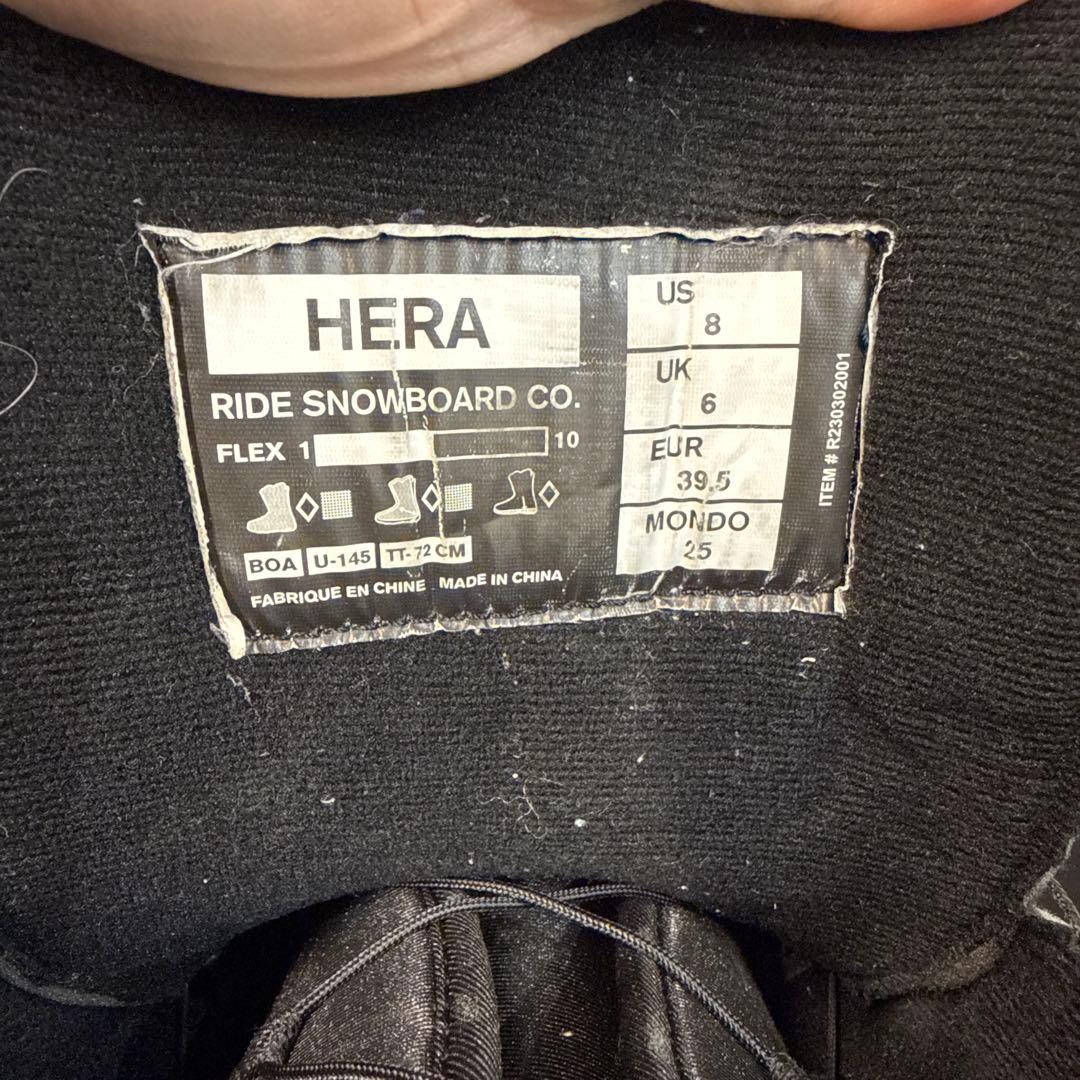 HERA
RIDE SNOWBOARD CO.
FLEX 1 10
BOA U-145 TT-72 CM
FABRIQUE EN CHINE MADE IN CHINA
US
8
UK
6
EUR
39.5
MONDO
25
ITEM # R230302001